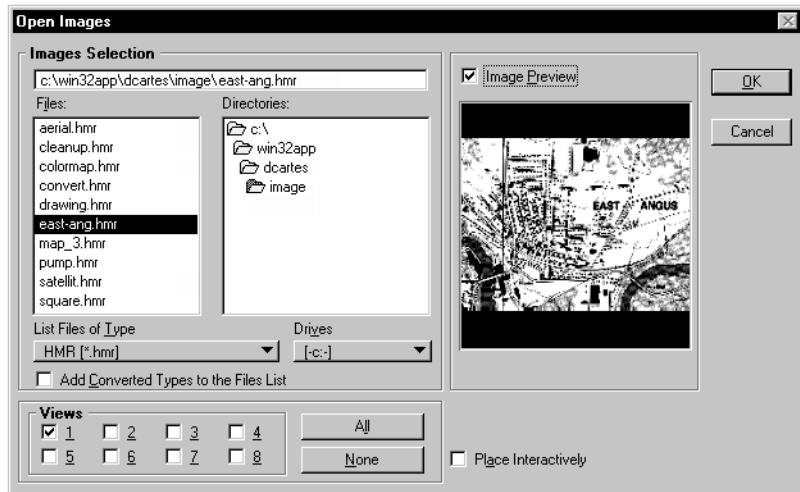 Open Images
Images Selection
c:\win32app\dcartes\image\east-ang.hmr
Files:
aerial.hmr
cleanup.hmr
colormap.hmr
convert.hmr
drawing.hmr
east-ang.hmr
map_3.hmr
pump.hmr
satellit.hmr
square.hmr
Directories:
c:\
win32app
dcartes
image
List Files of Type
HMR [*.hmr]
Drives
[-c:-]
Add Converted Types to the Files List
Image Preview
EAST ANGUS
OK
Cancel
Views
1 2 3 4
5 6 7 8
All
None
Place Interactively